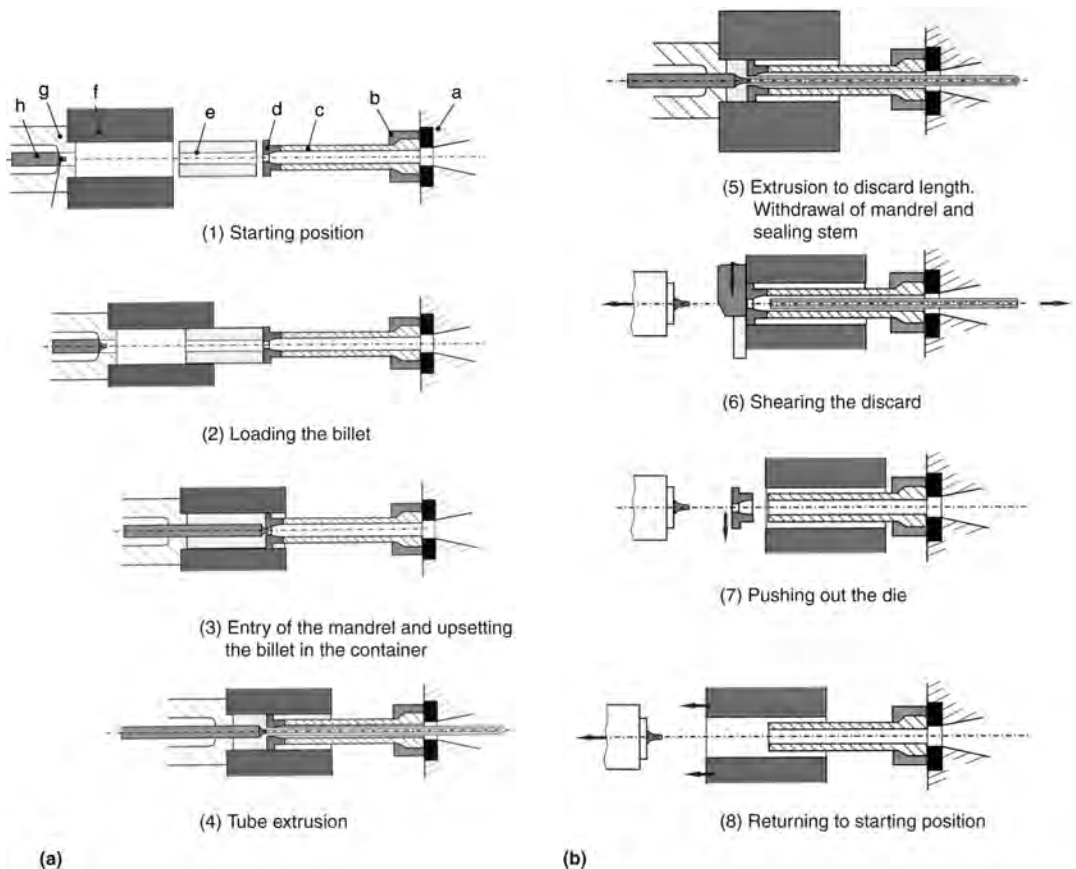 h
g
f
e
d
c
b
a
(1) Starting position
(2) Loading the billet
(3) Entry of the mandrel and upsetting
the billet in the container
(4) Tube extrusion
(a)
(5) Extrusion to discard length.
Withdrawal of mandrel and
sealing stem
(6) Shearing the discard
(7) Pushing out the die
(8) Returning to starting position
(b)